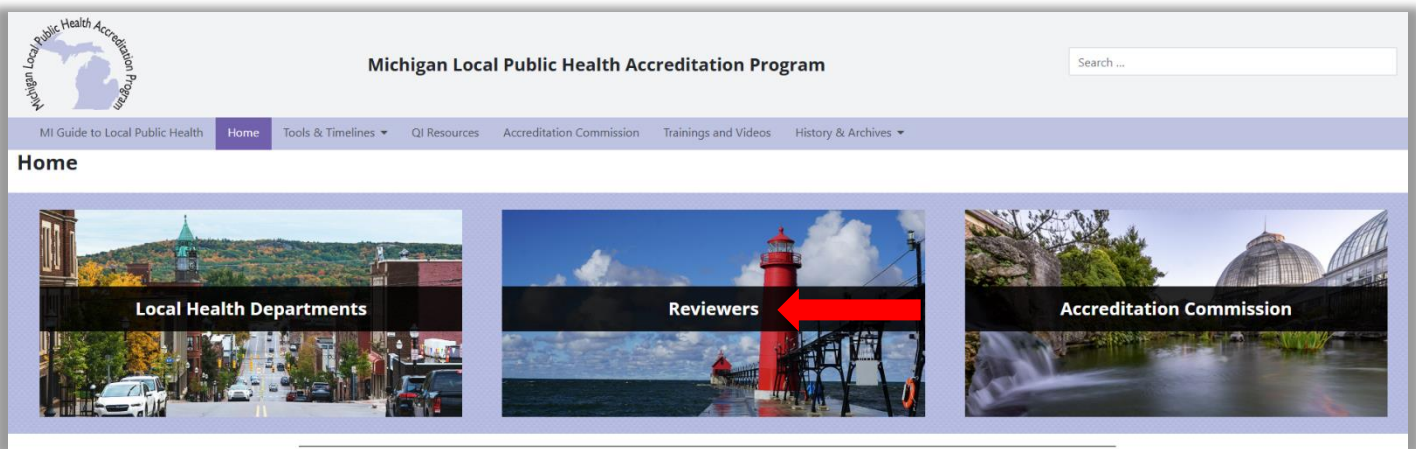 Michigan Local Public Health Accreditation Program
Michigan Local Public Health Accreditation Program
Search ...
MI Guide to Local Public Health Home Tools & Timelines QI Resources Accreditation Commission Trainings and Videos History & Archives
Home
Local Health Departments Reviewers Accreditation Commission